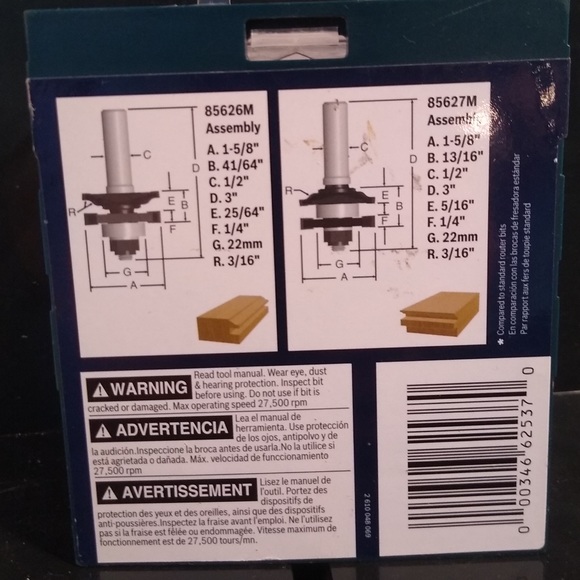 85626M
Assembly
A. 1-5/8"
B. 41/64"
C. 1/2"
D. 3"
E. 25/64"
F. 1/4"
G. 22mm
R. 3/16"
C
D
R
E
B
F
G
A
85627M
Assembly
A. 1-5/8"
B. 13/16"
C. 1/2"
D. 3"
E. 5/16"
F. 1/4"
G. 22mm
R. 3/16"
C
D
R
E
B
F
G
A
★ Compared to standard router bits
En comparación con las brocas de fresadora estándar
Par rapport aux fers de toupie standard
WARNING
Read tool manual. Wear eye, dust
& hearing protection. Inspect bit
before using. Do not use if bit is
cracked or damaged. Max operating speed 27,500 rpm
ADVERTENCIA
Lea el manual de
herramienta. Use protección
de los ojos, antipolvo y de
la audición.Inspeccione la broca antes de usarla.No la utilice si
está agrietada o dañada. Máx. velocidad de funcionamiento
27,500 rpm
AVERTISSEMENT
Lisez le manuel de
l'outil. Portez des
dispositifs de
protection des yeux et des oreilles, ainsi que des dispositifs
anti-poussières.Inspectez la fraise avant l'emploi. Ne l'utilisez
pas si la fraise est fêlée ou endommagée. Vitesse maximum de
fonctionnement est de 27,500 tours/mn.
2 610 048 069
0 00346 62537 0